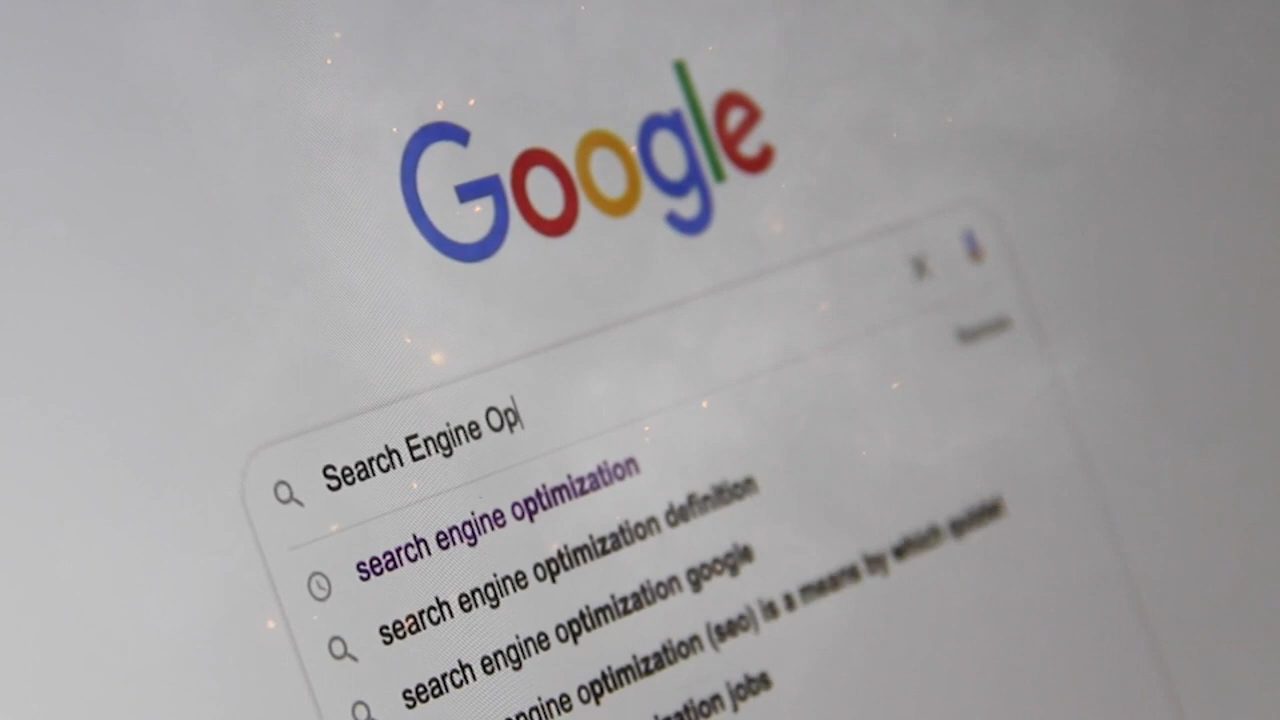 Google
Search Engine Op
search engine optimization
search engine optimization definition
search engine optimization google
engine optimization (seo) is a means by which
jobs